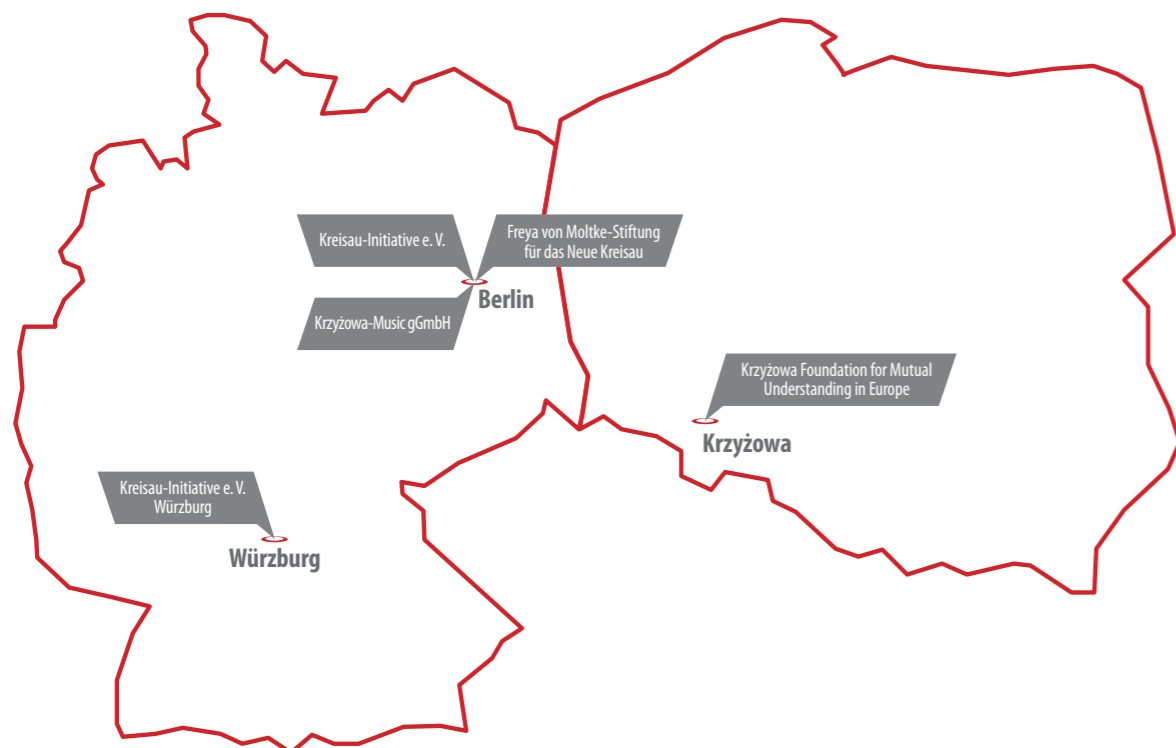 Kreisau-Initiative e. V.
Freya von Moltke-Stiftung
für das Neue Kreisau
Berlin
Krzyżowa-Music gGmbH
Krzyżowa Foundation for Mutual
Understanding in Europe
Krzyżowa
Kreisau-Initiative e. V.
Würzburg
Würzburg